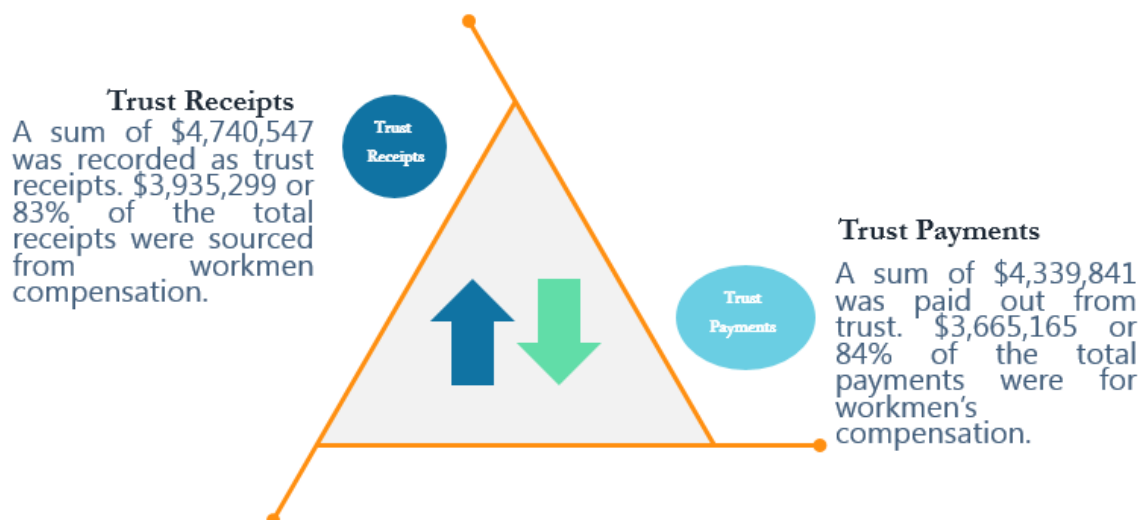 Trust Receipts
A sum of $4,740,547
was recorded as trust
receipts. $3,935,299 or
83% of the total
receipts were sourced
from workmen
compensation.
Trust
Receipts
Trust Payments
A sum of $4,339,841
was paid out from
trust. $3,665,165 or
84% of the total
payments were for
workmen’s
compensation.
Trust
Payments